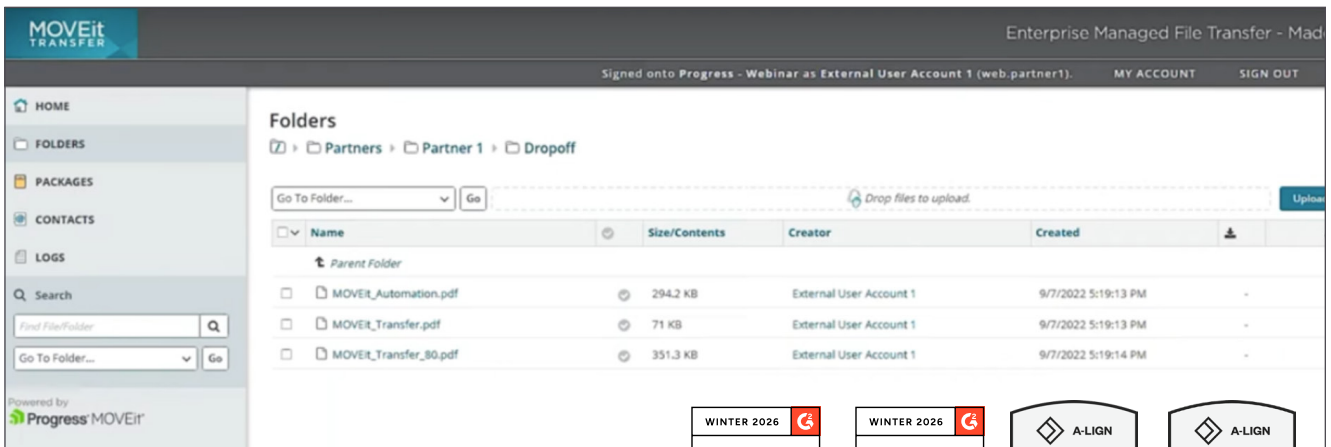 MOVEit
TRANSFER
Enterprise Managed File Transfer -
Signed onto Progress - Webinar as External User Account 1 (web.partner1). MY ACCOUNT SIGN OUT
HOME
FOLDERS
PACKAGES
CONTACTS
LOGS
Search
Find File/Folder
Go To Folder... Go
Powered by
Progress MOVEit
Folders
Partners Partner 1 Dropoff
Go To Folder... Go Drop files to upload.
Name Size/Contents Creator Created
Parent Folder
MOVEit_Automation.pdf 294.2 KB External User Account 1 9/7/2022 5:19:13 PM -
MOVEit_Transfer.pdf 71 KB External User Account 1 9/7/2022 5:19:13 PM -
MOVEit_Transfer_80.pdf 351.3 KB External User Account 1 9/7/2022 5:19:14 PM -
WINTER 2026 G2 WINTER 2026 G2 A-LIGN A-LIGN